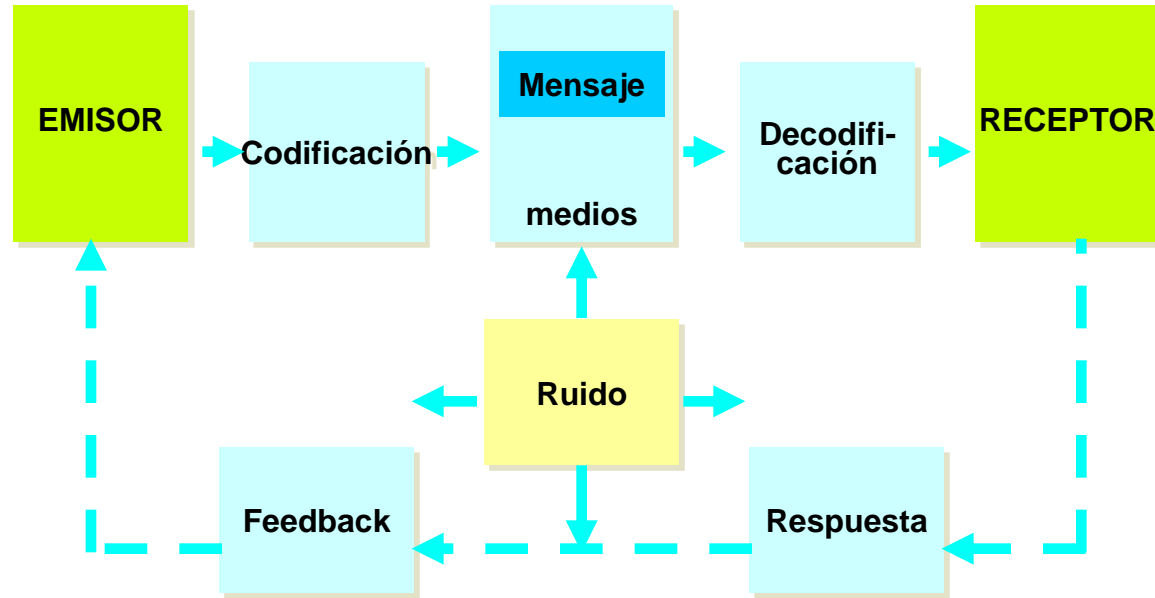 EMISOR
Codificación
Mensaje
medios
Decodifi-
cación
RECEPTOR
Ruido
Feedback
Respuesta